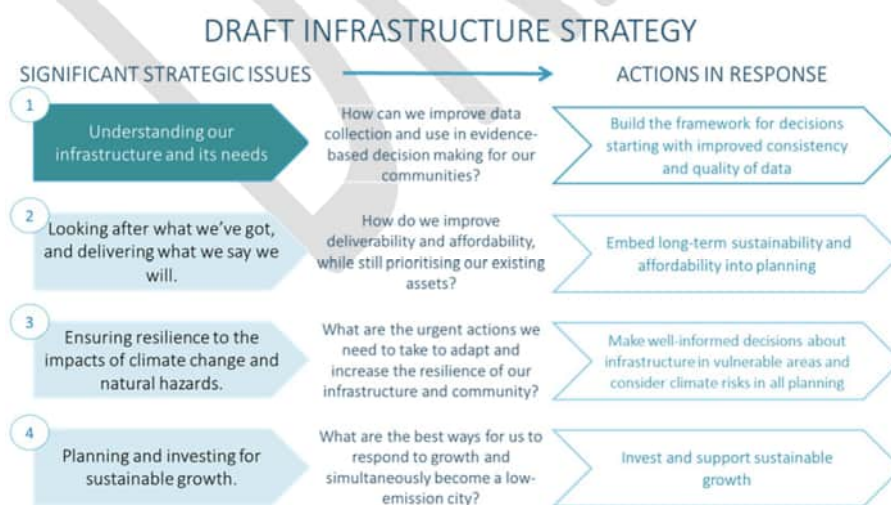 DRAFT INFRASTRUCTURE STRATEGY
SIGNIFICANT STRATEGIC ISSUES
ACTIONS IN RESPONSE
1
Understanding our
infrastructure and its needs
How can we improve data
collection and use in evidence-
based decision making for our
communities?
Build the framework for decisions
starting with improved consistency
and quality of data
2
Looking after what we've got,
and delivering what we say we
will.
How do we improve
deliverability and affordability,
while still prioritising our existing
assets?
Embed long-term sustainability and
affordability into planning
3
Ensuring resilience to the
impacts of climate change and
natural hazards.
What are the urgent actions we
need to take to adapt and
increase the resilience of our
infrastructure and community?
Make well-informed decisions about
infrastructure in vulnerable areas and
consider climate risks in all planning
4
Planning and investing for
sustainable growth.
What are the best ways for us to
respond to growth and
simultaneously become a low-
emission city?
Invest and support sustainable
growth